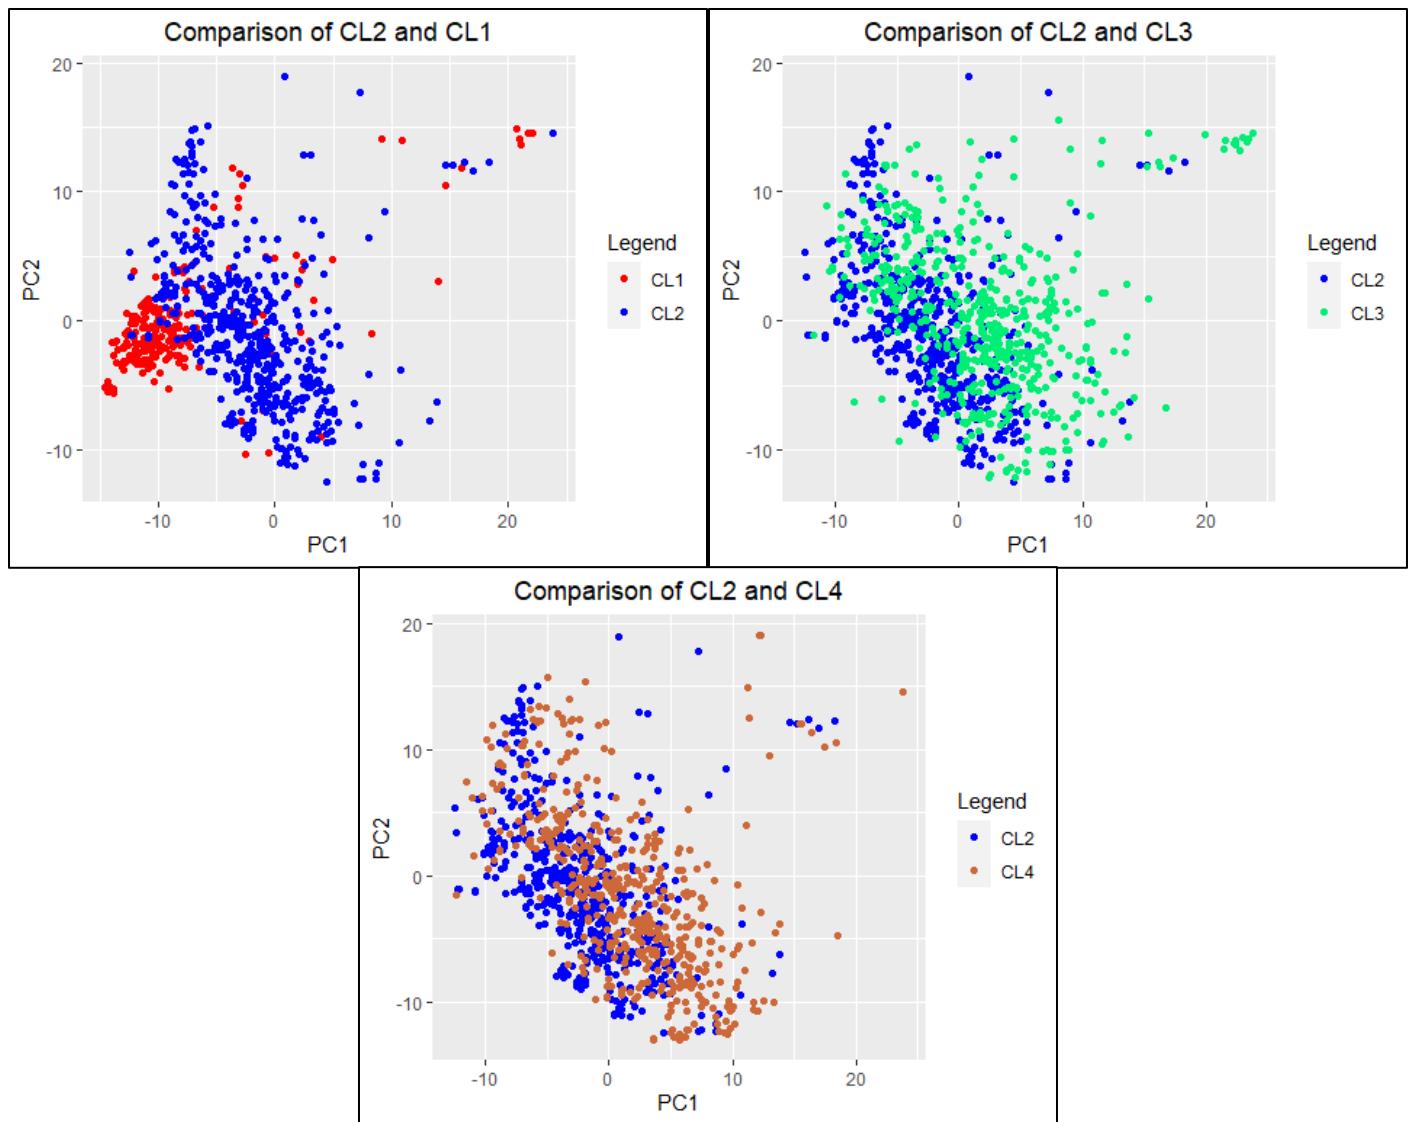 Comparison of CL2 and CL1
20
10
0
-10
PC2
-10 0 10 20
PC1
Legend
CL1
CL2
Comparison of CL2 and CL3
20
10
0
-10
PC2
-10 0 10 20
PC1
Legend
CL2
CL3
Comparison of CL2 and CL4
20
10
0
-10
PC2
-10 0 10 20
PC1
Legend
CL2
CL4